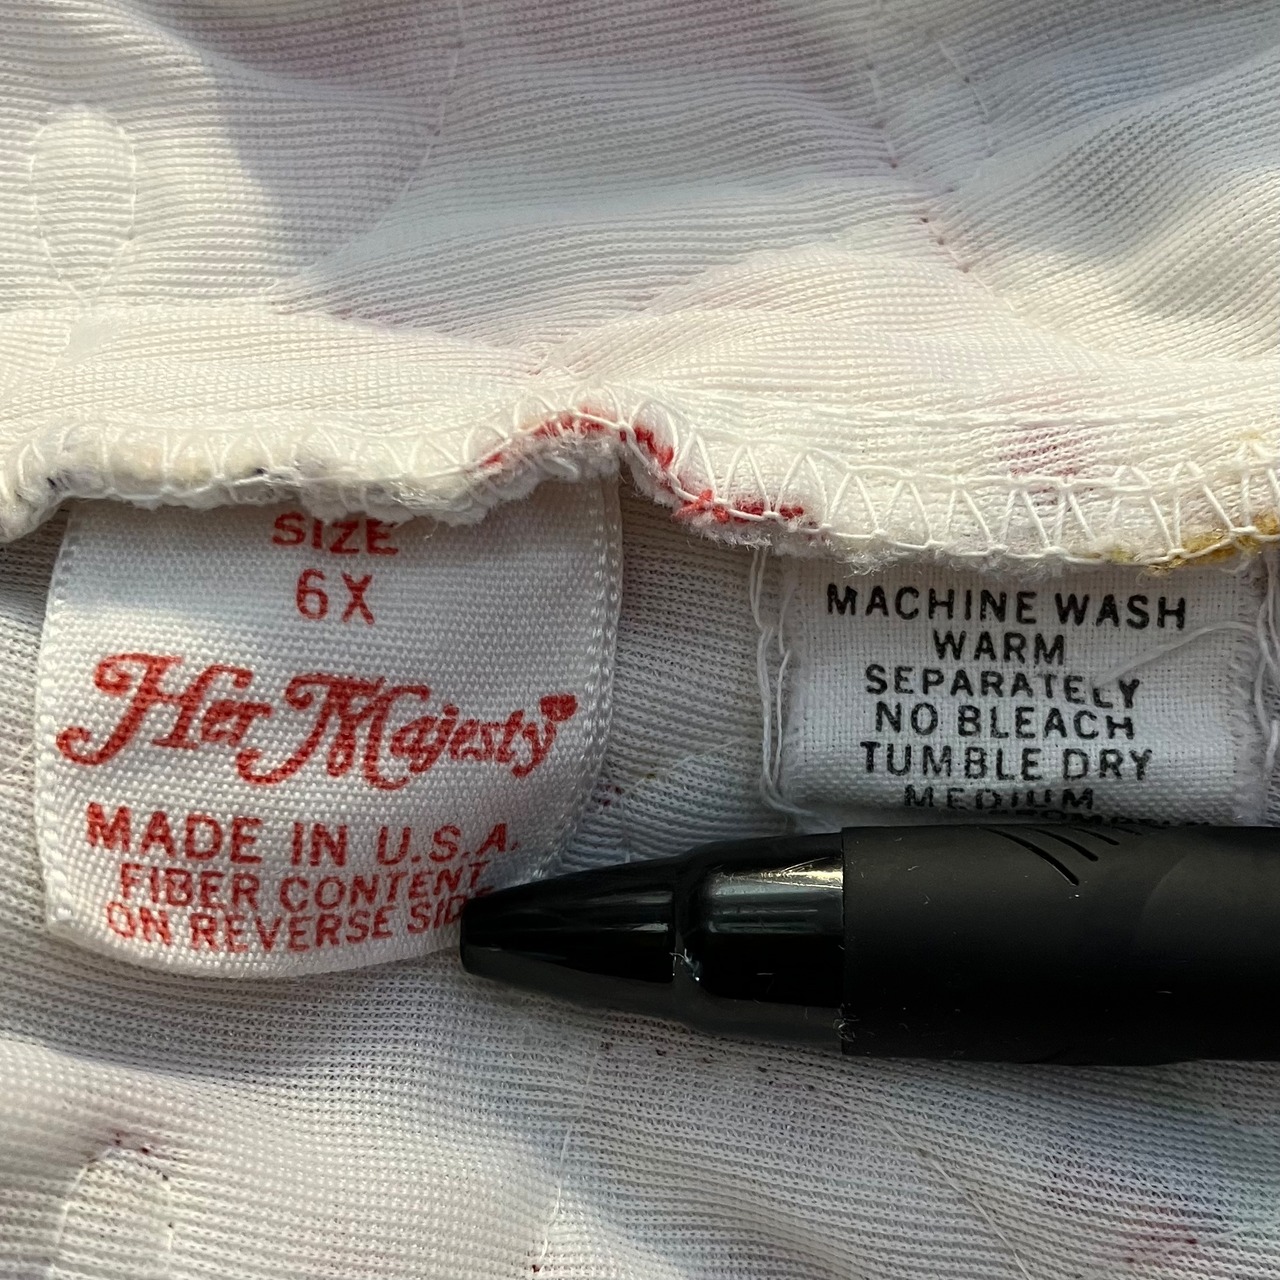 SIZE
6X
Her Majesty
MADE IN U.S.A.
FIBER CONTENT
ON REVERSE SIDE
MACHINE WASH
WARM
SEPARATELY
NO BLEACH
TUMBLE DRY
MEDIUM